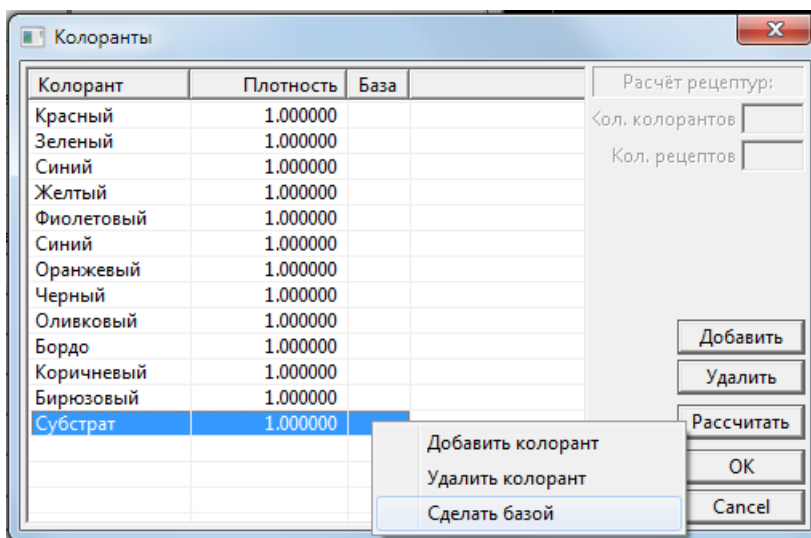 Колоранты
Колорант Плотность База
Красный 1.000000
Зеленый 1.000000
Синий 1.000000
Желтый 1.000000
Фиолетовый 1.000000
Синий 1.000000
Оранжевый 1.000000
Черный 1.000000
Оливковый 1.000000
Бордо 1.000000
Коричневый 1.000000
Бирюзовый 1.000000
Субстрат 1.000000
Расчёт рецептур:
Кол. колорантов
Кол. рецептов
Добавить
Удалить
Рассчитать
OK
Cancel
Добавить колорант
Удалить колорант
Сделать базой